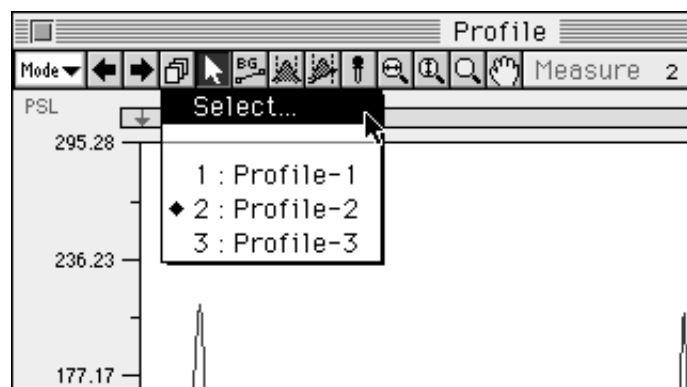 Profile
Mode BG Measure 2
PSL
Select...
295.28
1 : Profile-1
2 : Profile-2
3 : Profile-3
236.23
177.17